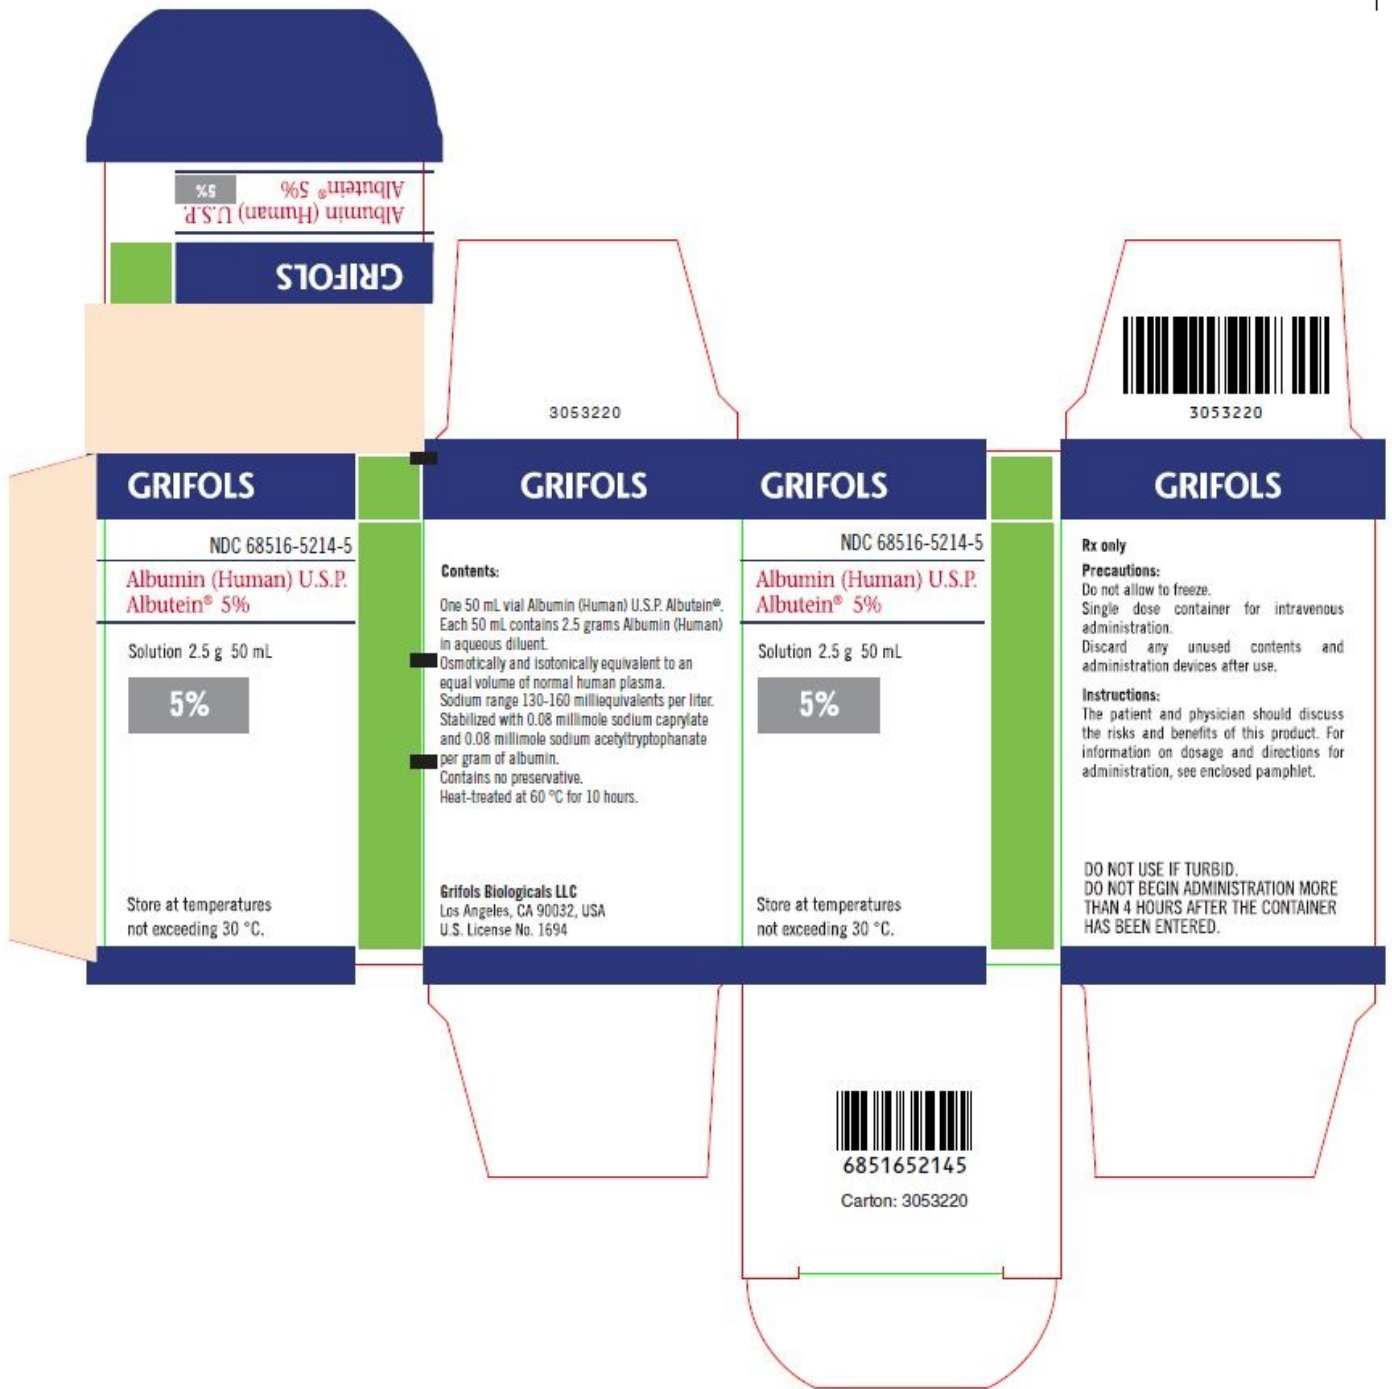 Albumin (Human) U.S.P.
Albutein® 5%
5%
GRIFOLS
3053220
3053220
GRIFOLS
NDC 68516-5214-5
Albumin (Human) U.S.P.
Albutein® 5%
Solution 2.5 g 50 mL
5%
Store at temperatures
not exceeding 30 °C.
GRIFOLS
Contents:
One 50 mL vial Albumin (Human) U.S.P. Albutein®.
Each 50 mL contains 2.5 grams Albumin (Human)
in aqueous diluent.
Osmotically and isotonically equivalent to an
equal volume of normal human plasma.
Sodium range 130-160 milliequivalents per liter.
Stabilized with 0.08 millimole sodium caprylate
and 0.08 millimole sodium acetyltryptophanate
per gram of albumin.
Contains no preservative.
Heat-treated at 60 °C for 10 hours.
Grifols Biologicals LLC
Los Angeles, CA 90032, USA
U.S. License No. 1694
GRIFOLS
NDC 68516-5214-5
Albumin (Human) U.S.P.
Albutein® 5%
Solution 2.5 g 50 mL
5%
Store at temperatures
not exceeding 30 °C.
GRIFOLS
Rx only
Precautions:
Do not allow to freeze.
Single dose container for intravenous
administration.
Discard any unused contents and
administration devices after use.
Instructions:
The patient and physician should discuss
the risks and benefits of this product. For
information on dosage and directions for
administration, see enclosed pamphlet.
DO NOT USE IF TURBID.
DO NOT BEGIN ADMINISTRATION MORE
THAN 4 HOURS AFTER THE CONTAINER
HAS BEEN ENTERED.
6851652145
Carton: 3053220